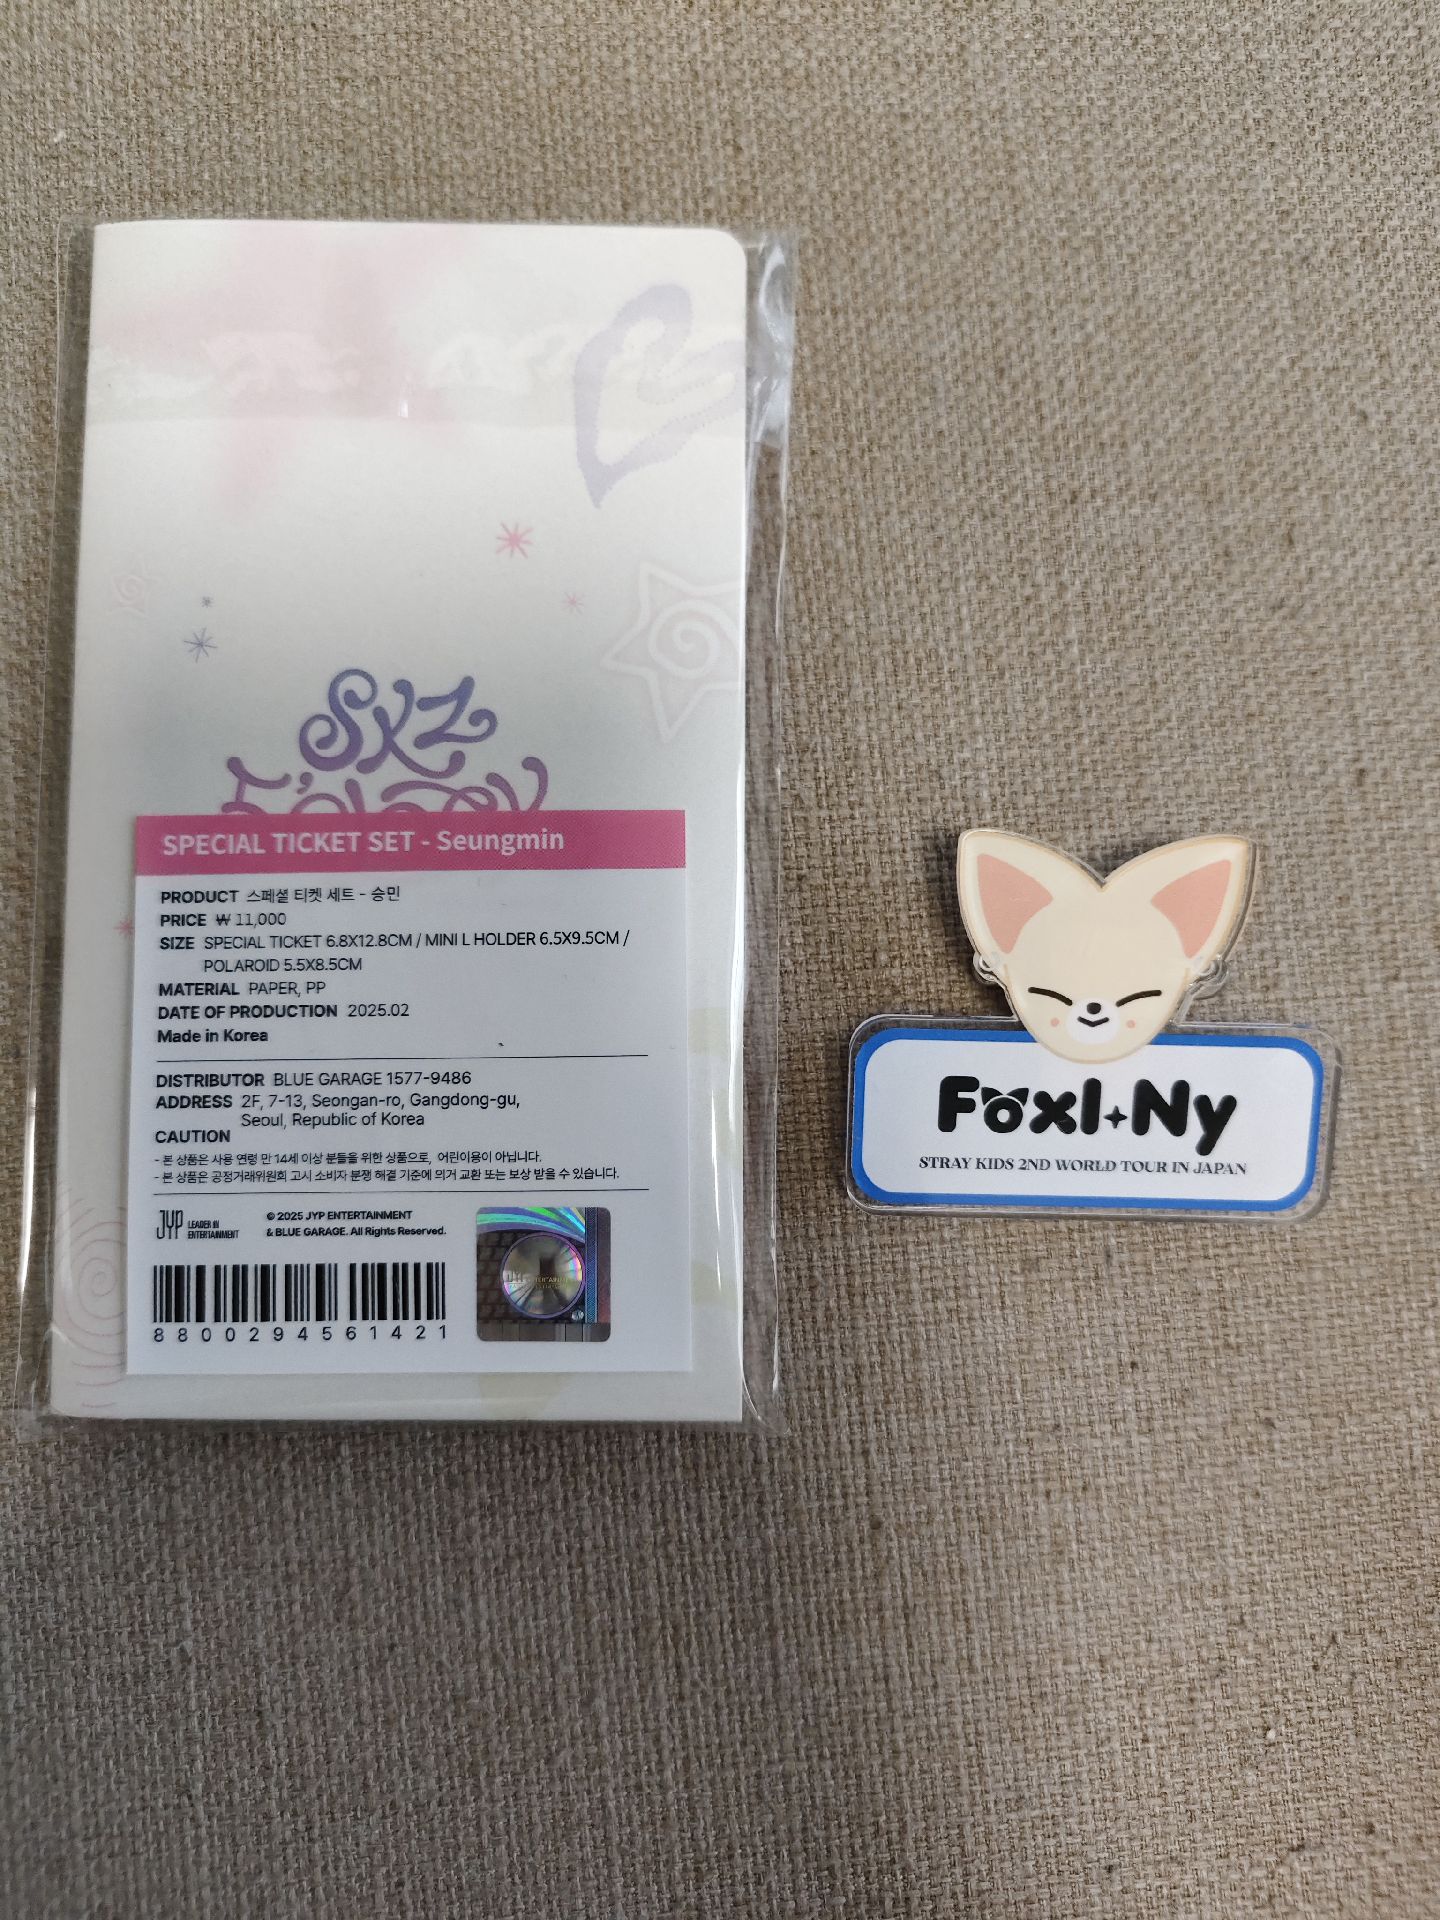 SKZ
SPECIAL TICKET SET - Seungmin
PRODUCT 스페셜 티켓 세트 - 승민
PRICE ₩ 11,000
SIZE SPECIAL TICKET 6.8X12.8CM / MINI L HOLDER 6.5X9.5CM /
POLAROID 5.5X8.5CM
MATERIAL PAPER, PP
DATE OF PRODUCTION 2025.02
Made in Korea
DISTRIBUTOR BLUE GARAGE 1577-9486
ADDRESS 2F, 7-13, Seongan-ro, Gangdong-gu,
Seoul, Republic of Korea
CAUTION
- 본 상품은 사용 연령 만 14세 이상 분들을 위한 상품으로, 어린이용이 아닙니다.
- 본 상품은 공정거래위원회 고시 소비자 분쟁 해결 기준에 의거 교환 또는 보상 받을 수 있습니다.
JYP LEADER IN
ENTERTAINMENT
© 2025 JYP ENTERTAINMENT
& BLUE GARAGE. All Rights Reserved.
8800294561421
FoxI·Ny
STRAY KIDS 2ND WORLD TOUR IN JAPAN